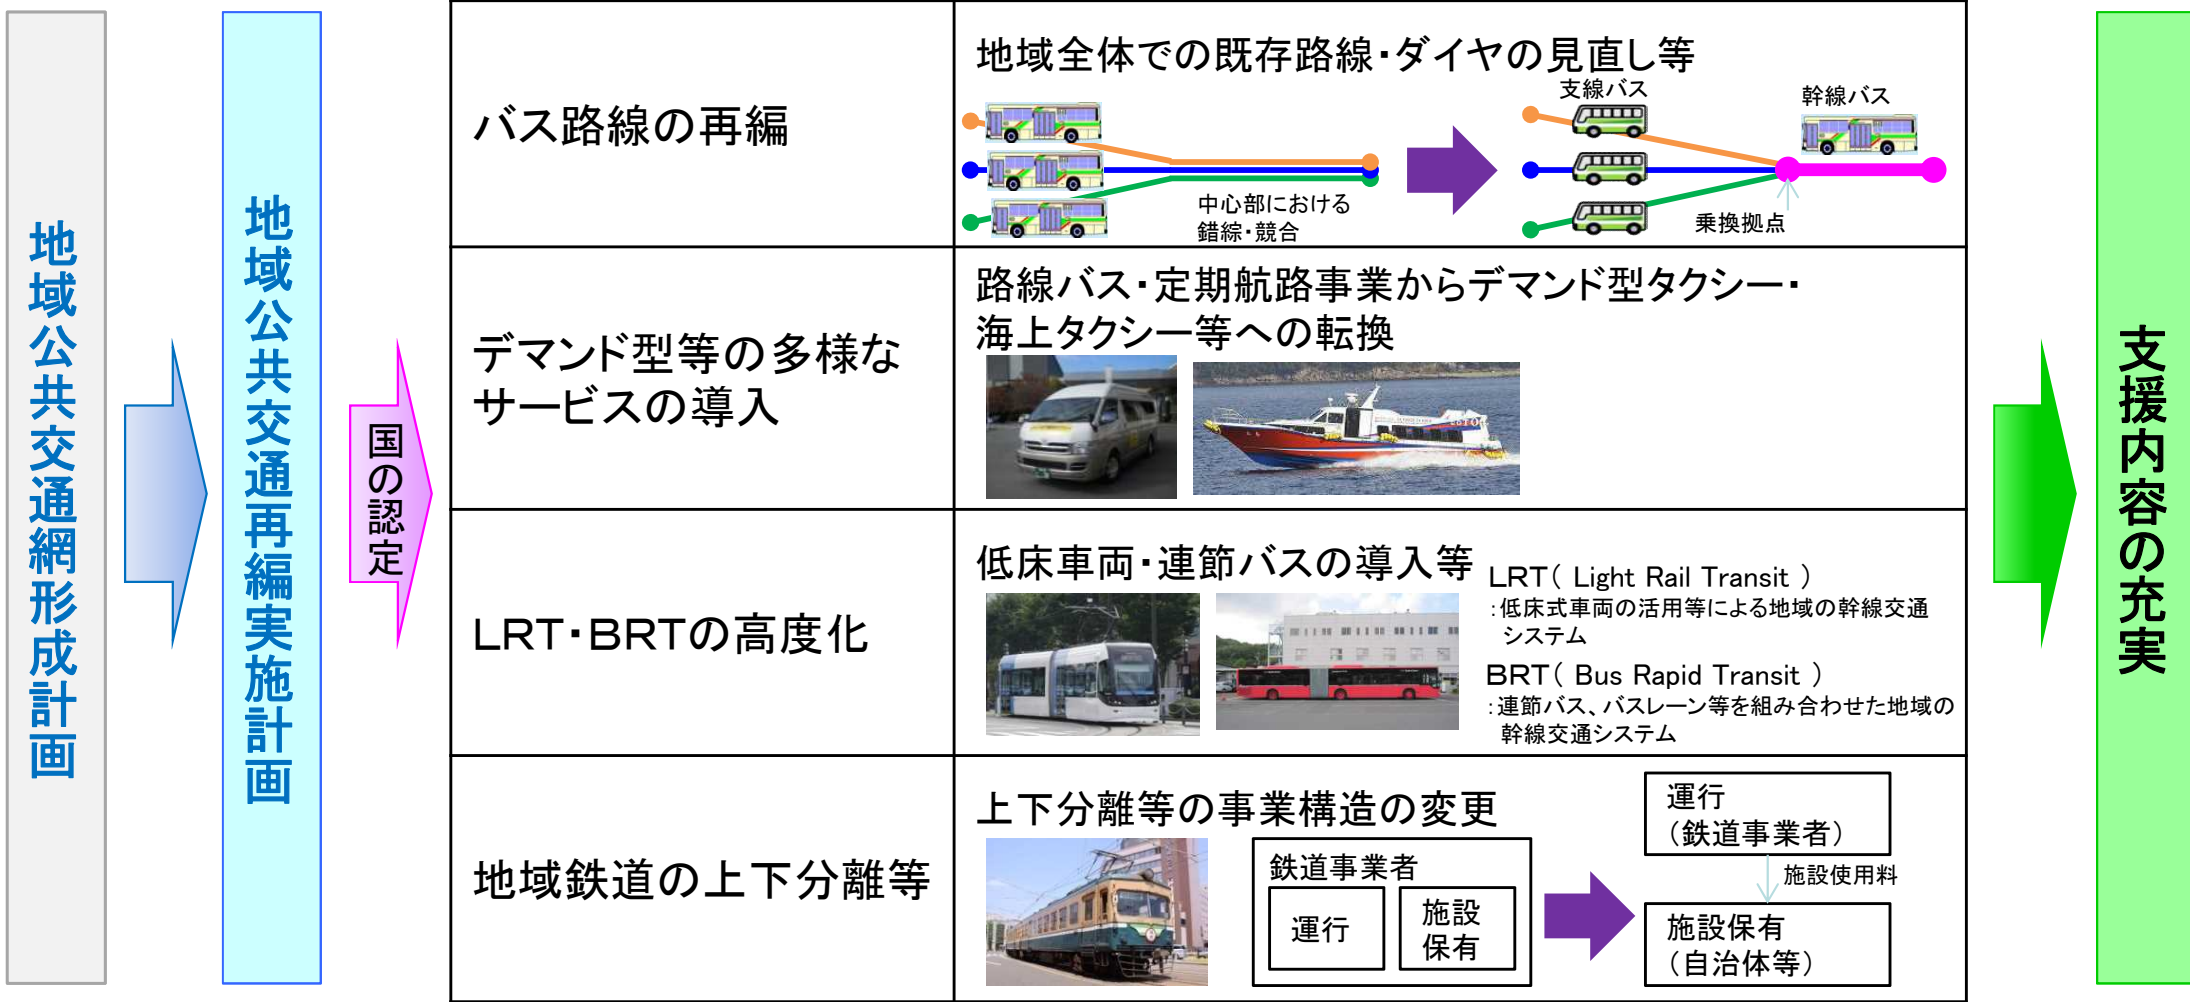 地域公共交通網形成計画
地域公共交通再編実施計画
国の認定
バス路線の再編
地域全体での既存路線・ダイヤの見直し等
支線バス
幹線バス
中心部における
錯綜・競合
乗換拠点
デマンド型等の多様な
サービスの導入
路線バス・定期航路事業からデマンド型タクシー・
海上タクシー等への転換
LRT・BRTの高度化
低床車両・連節バスの導入等
LRT( Light Rail Transit )
:低床式車両の活用等による地域の幹線交通
システム
BRT( Bus Rapid Transit )
:連節バス、バスレーン等を組み合わせた地域の
幹線交通システム
地域鉄道の上下分離等
上下分離等の事業構造の変更
鉄道事業者
運行
施設
保有
運行
(鉄道事業者)
施設使用料
施設保有
(自治体等)
支援内容の充実